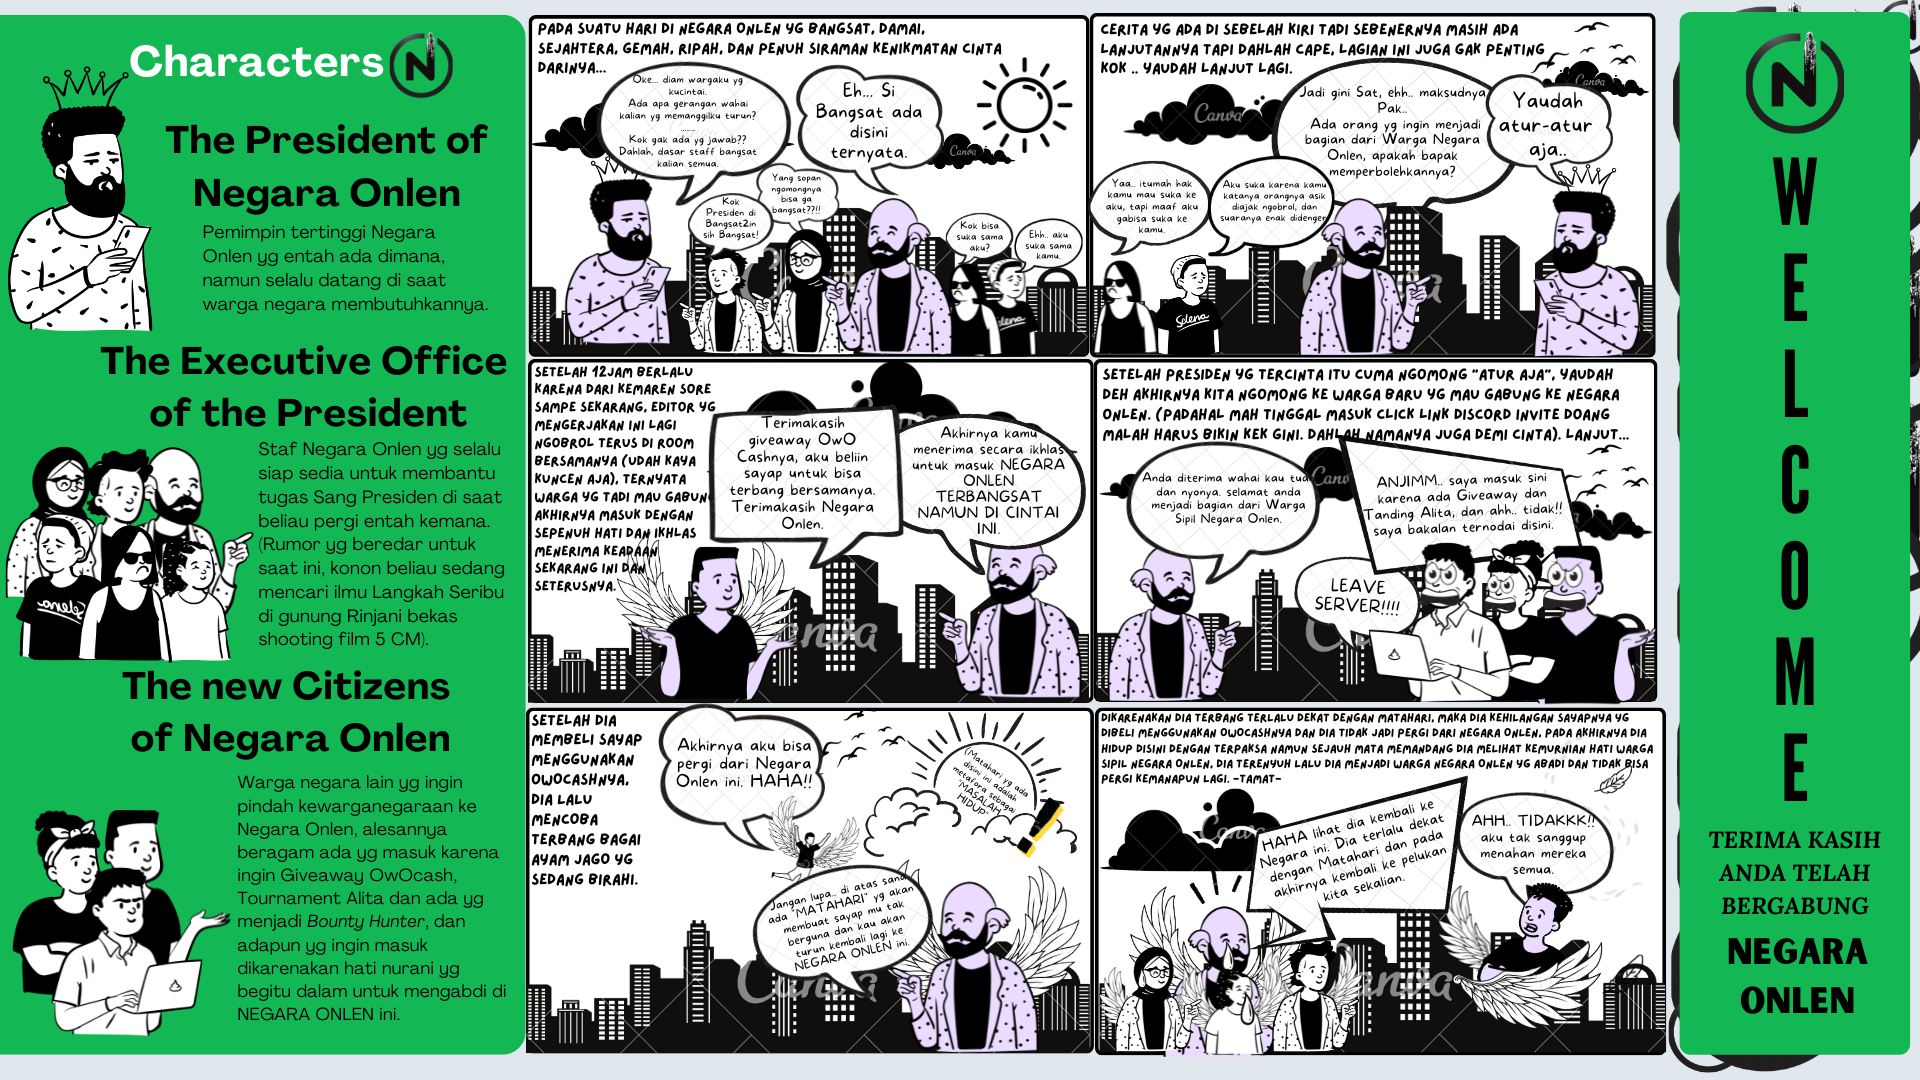 Characters
N
The President of
Negara Onlen
Pemimpin tertinggi Negara
Onlen yg entah ada dimana,
namun selalu datang di saat
warga negara membutuhkannya.
The Executive Office
of the President
Staf Negara Onlen yg selalu
siap sedia untuk membantu
tugas Sang Presiden di saat
beliau pergi entah kemana.
(Rumor yg beredar untuk
saat ini, konon beliau sedang
mencari ilmu Langkah Seribu
di gunung Rinjani bekas
shooting film 5 CM).
The new Citizens
of Negara Onlen
Warga negara lain yg ingin
pindah kewarganegaraan ke
Negara Onlen, alesannya
beragam ada yg masuk karena
ingin Giveaway OwOcash,
Tournament Alita dan ada yg
menjadi Bounty Hunter, dan
adapun yg ingin masuk
dikarenakan hati nurani yg
begitu dalam untuk mengabdi di
NEGARA ONLEN ini.
PADA SUATU HARI DI NEGARA ONLEN YG BANGSAT, DAMAI,
SEJAHTERA, GEMAH, RIPAH, DAN PENUH SIRAMAN KENIKMATAN CINTA
DARINYA...
Oke... diam wargaku yg
kucintai.
Ada apa gerangan wahai
kalian yg memanggilku turun?
.......
Kok gak ada yg jawab??
Dahlah, dasar staff bangsat
kalian semua.
Eh... Si
Bangsat ada
disini
ternyata.
Kok
Presiden di
Bangsat2in
sih Bangsat!
Yang sopan
ngomongnya
bisa ga
bangsat??!!
Kok bisa
suka sama
aku?
Ehh.. aku
suka sama
kamu.
Canva
Selena
CERITA YG ADA DI SEBELAH KIRI TADI SEBENERNYA MASIH ADA
LANJUTANNYA TAPI DAHLAH CAPE, LAGIAN INI JUGA GAK PENTING
KOK .. YAUDAH LANJUT LAGI.
Jadi gini Sat, ehh.. maksudnya
Pak..
Ada orang yg ingin menjadi
bagian dari Warga Negara
Onlen, apakah bapak
memperbolehkannya?
Yaudah
atur-atur
aja..
Yaa.. itumah hak
kamu mau suka ke
aku, tapi maaf aku
gabisa suka ke
kamu.
Aku suka karena kamu
katanya orangnya asik
diajak ngobrol, dan
suaranya enak didenger
Canva
Canva
Selena
SETELAH 12JAM BERLALU
KARENA DARI KEMAREN SORE
SAMPE SEKARANG, EDITOR YG
MENGERJAKAN INI LAGI
NGOBROL TERUS DI ROOM
BERSAMANYA (UDAH KAYA
KUNCEN AJA), TERNYATA
WARGA YG TADI MAU GABUNG
AKHIRNYA MASUK DENGAN
SEPENUH HATI DAN IKHLAS
MENERIMA KEADAAN
SEKARANG INI DAN
SETERUSNYA.
Terimakasih
giveaway OwO
Cashnya, aku beliin
sayap untuk bisa
terbang bersamanya.
Terimakasih Negara
Onlen.
Akhirnya kamu
menerima secara ikhlas
untuk masuk NEGARA
ONLEN
TERBANGSAT
NAMUN DI CINTAI
INI.
Canva
SETELAH PRESIDEN YG TERCINTA ITU CUMA NGOMONG "ATUR AJA", YAUDAH
DEH AKHIRNYA KITA NGOMONG KE WARGA BARU YG MAU GABUNG KE NEGARA
ONLEN. (PADAHAL MAH TINGGAL MASUK CLICK LINK DISCORD INVITE DOANG
MALAH HARUS BIKIN KEK GINI. DAHLAH NAMANYA JUGA DEMI CINTA). LANJUT...
Anda diterima wahai kau tua
dan nyonya. selamat anda
menjadi bagian dari Warga
Sipil Negara Onlen.
ANJIMM.. saya masuk sini
karena ada Giveaway dan
Tanding Alita, dan ahh.. tidak!!
saya bakalan ternodai disini.
LEAVE
SERVER!!!!
SETELAH DIA
MEMBELI SAYAP
MENGGUNAKAN
OWOCASHNYA.
DIA LALU
MENCOBA
TERBANG BAGAI
AYAM JAGO YG
SEDANG BIRAHI.
Akhirnya aku bisa
pergi dari Negara
Onlen ini. HAHA!!
(Matahari yg ada
disini ini adalah
metafora sebagai
"MASALAH
HIDUP"
Jangan lupa.. di atas sana
ada "MATAHARI" yg akan
membuat sayap mu tak
berguna dan kau akan
turun kembali lagi ke
NEGARA ONLEN ini.
Canva
DIKARENAKAN DIA TERBANG TERLALU DEKAT DENGAN MATAHARI, MAKA DIA KEHILANGAN SAYAPNYA YG
DIBELI MENGGUNAKAN OWOCASHNYA DAN DIA TIDAK JADI PERGI DARI NEGARA ONLEN, PADA AKHIRNYA DIA
HIDUP DISINI DENGAN TERPAKSA NAMUN SEJAUH MATA MEMANDANG DIA MELIHAT KEMURNIAN HATI WARGA
SIPIL NEGARA ONLEN, DIA TERENYUH LALU DIA MENJADI WARGA NEGARA ONLEN YG ABADI DAN TIDAK BISA
PERGI KEMANAPUN LAGI. -TAMAT-
HAHA lihat dia kembali ke
Negara ini. Dia terlalu dekat
dengan Matahari dan pada
akhirnya kembali ke pelukan
kita sekalian.
AHH.. TIDAKKK!!
aku tak sanggup
menahan mereka
semua.
Canva
Canva
N
WELCOME
TERIMA KASIH
ANDA TELAH
BERGABUNG
NEGARA
ONLEN